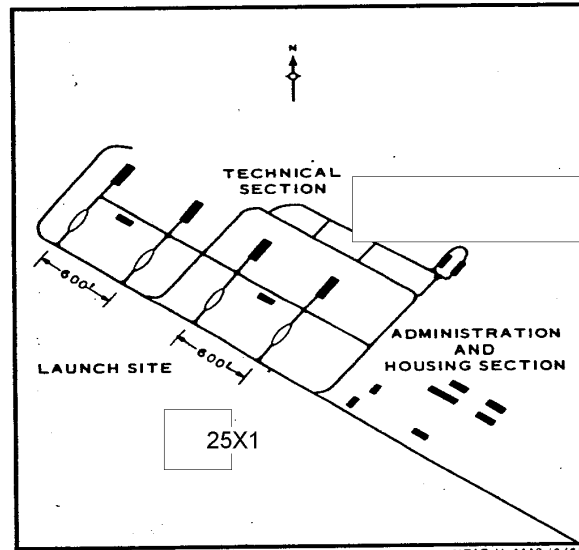 N
TECHNICAL
SECTION
600'
600'
LAUNCH SITE
ADMINISTRATION
AND
HOUSING SECTION
25X1